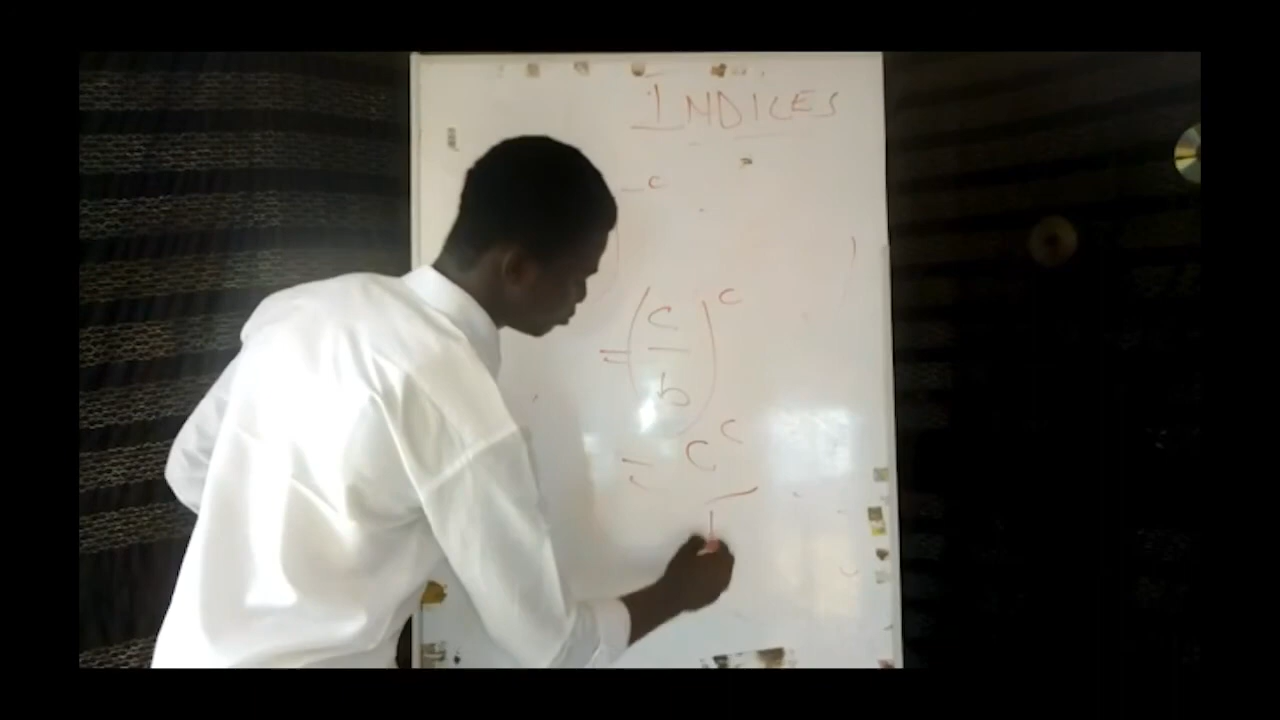 INDICES
-c
= (c/b)^c
= c^c